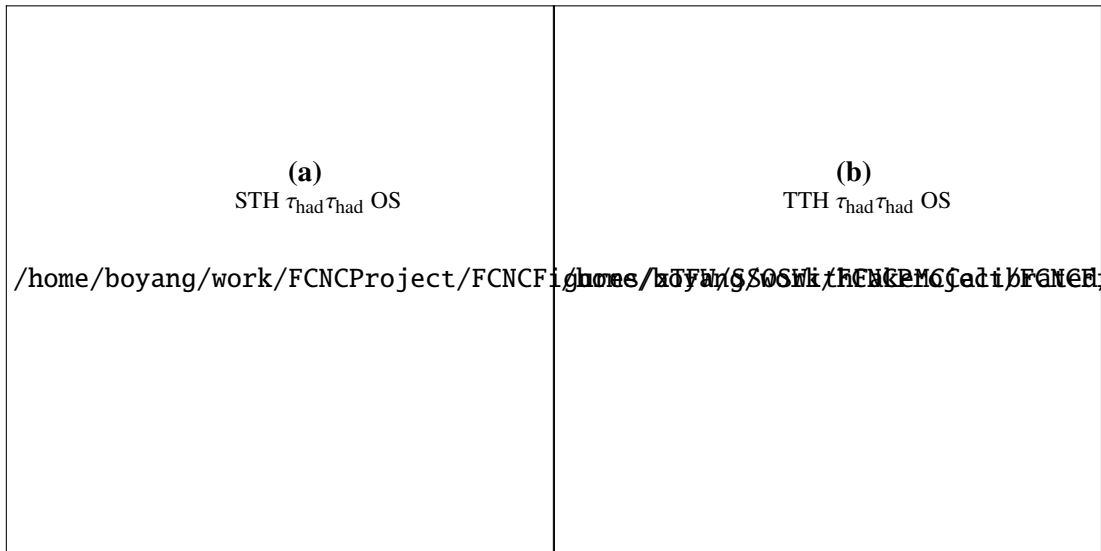 (a)
STH τhadτhad OS
(b)
TTH τhadτhad OS
/home/boyang/work/FCNCProject/FCNCFi